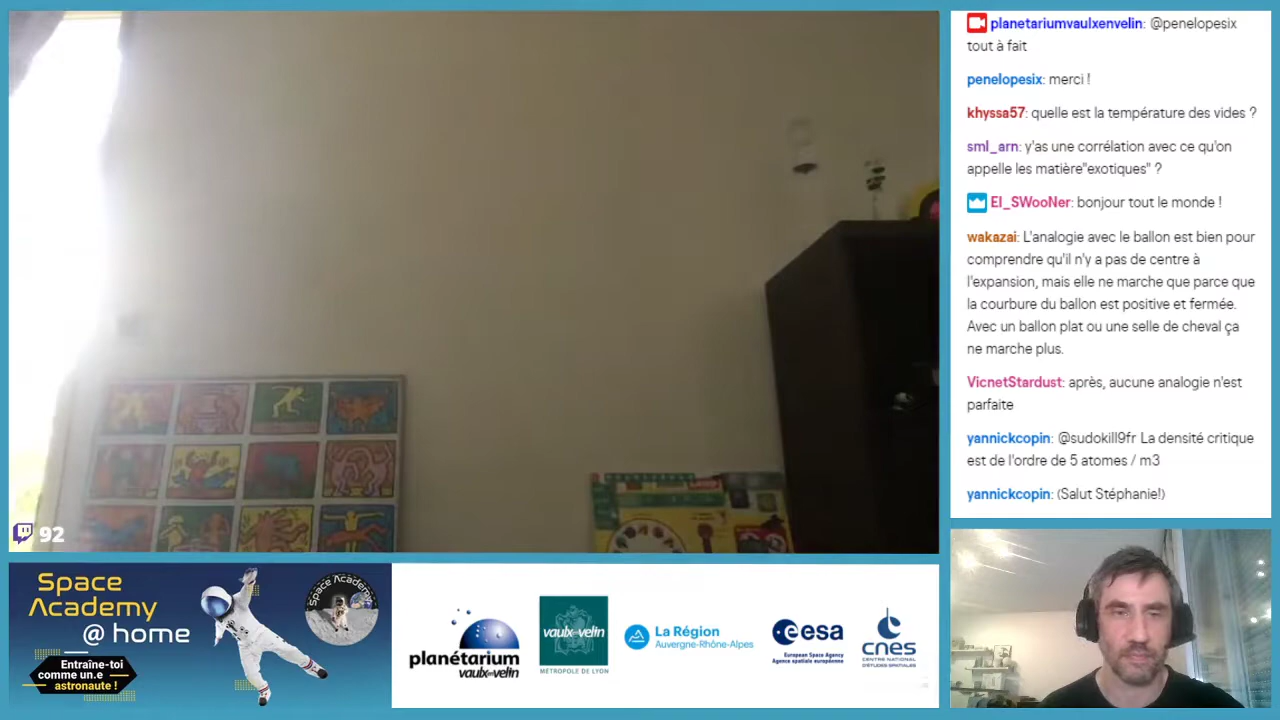 planetariumvaulxenvelin: @penelopesix
tout à fait
penelopesix: merci !
khyssa57: quelle est la température des vides ?
sml_arn: y'as une corrélation avec ce qu'on
appelle les matière"exotiques" ?
El_SWooNer: bonjour tout le monde !
wakazai: L'analogie avec le ballon est bien pour
comprendre qu'il n'y a pas de centre à
l'expansion, mais elle ne marche que parce que
la courbure du ballon est positive et fermée.
Avec un ballon plat ou une selle de cheval ça
ne marche plus.
VicnetStardust: après, aucune analogie n'est
parfaite
yannickcopin: @sudokill9fr La densité critique
est de l'ordre de 5 atomes / m3
yannickcopin: (Salut Stéphanie!)
92
Space
Academy
@ home
Entraîne-toi
comme un.e
astronaute !
Space Academy
planétarium
vaulx-en-velin
vaulx-en-velin
MÉTROPOLE DE LYON
La Région
Auvergne-Rhône-Alpes
esa
European Space Agency
Agence spatiale européenne
cnes
CENTRE NATIONAL
D'ÉTUDES SPATIALES